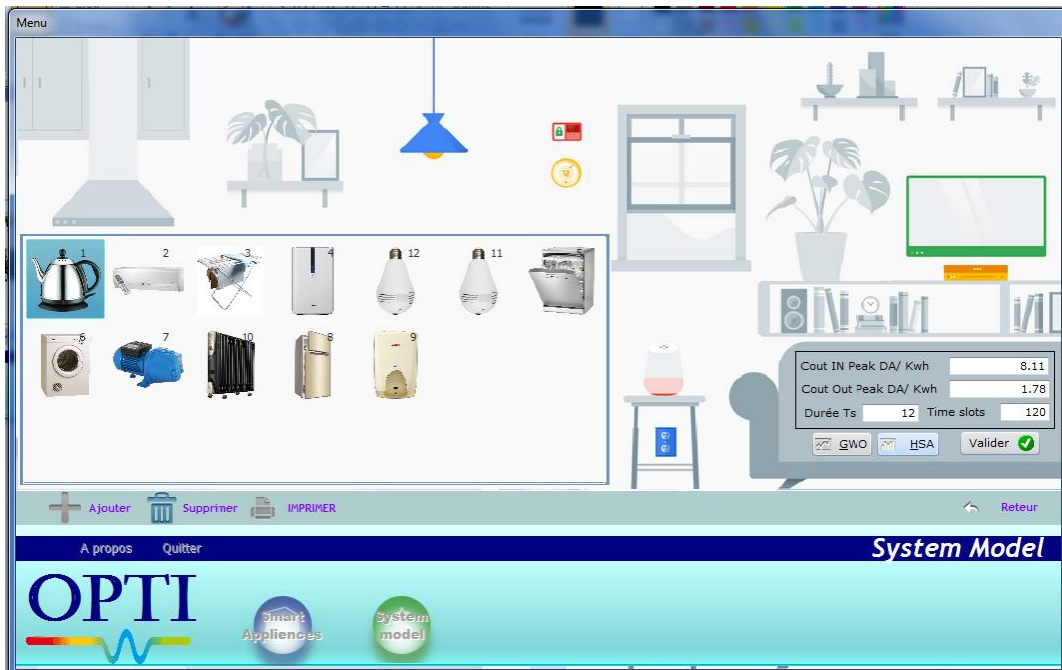 Menu
1 2 3 4 12 11 5
6 7 10 8 9
Cout IN Peak DA/ Kwh 8.11
Cout Out Peak DA/ Kwh 1.78
Durée Ts 12 Time slots 120
GWO HSA Valider
Ajouter Supprimer IMPRIMER Reteur
A propos Quitter System Model
OPTI
Smart Appliences
System model